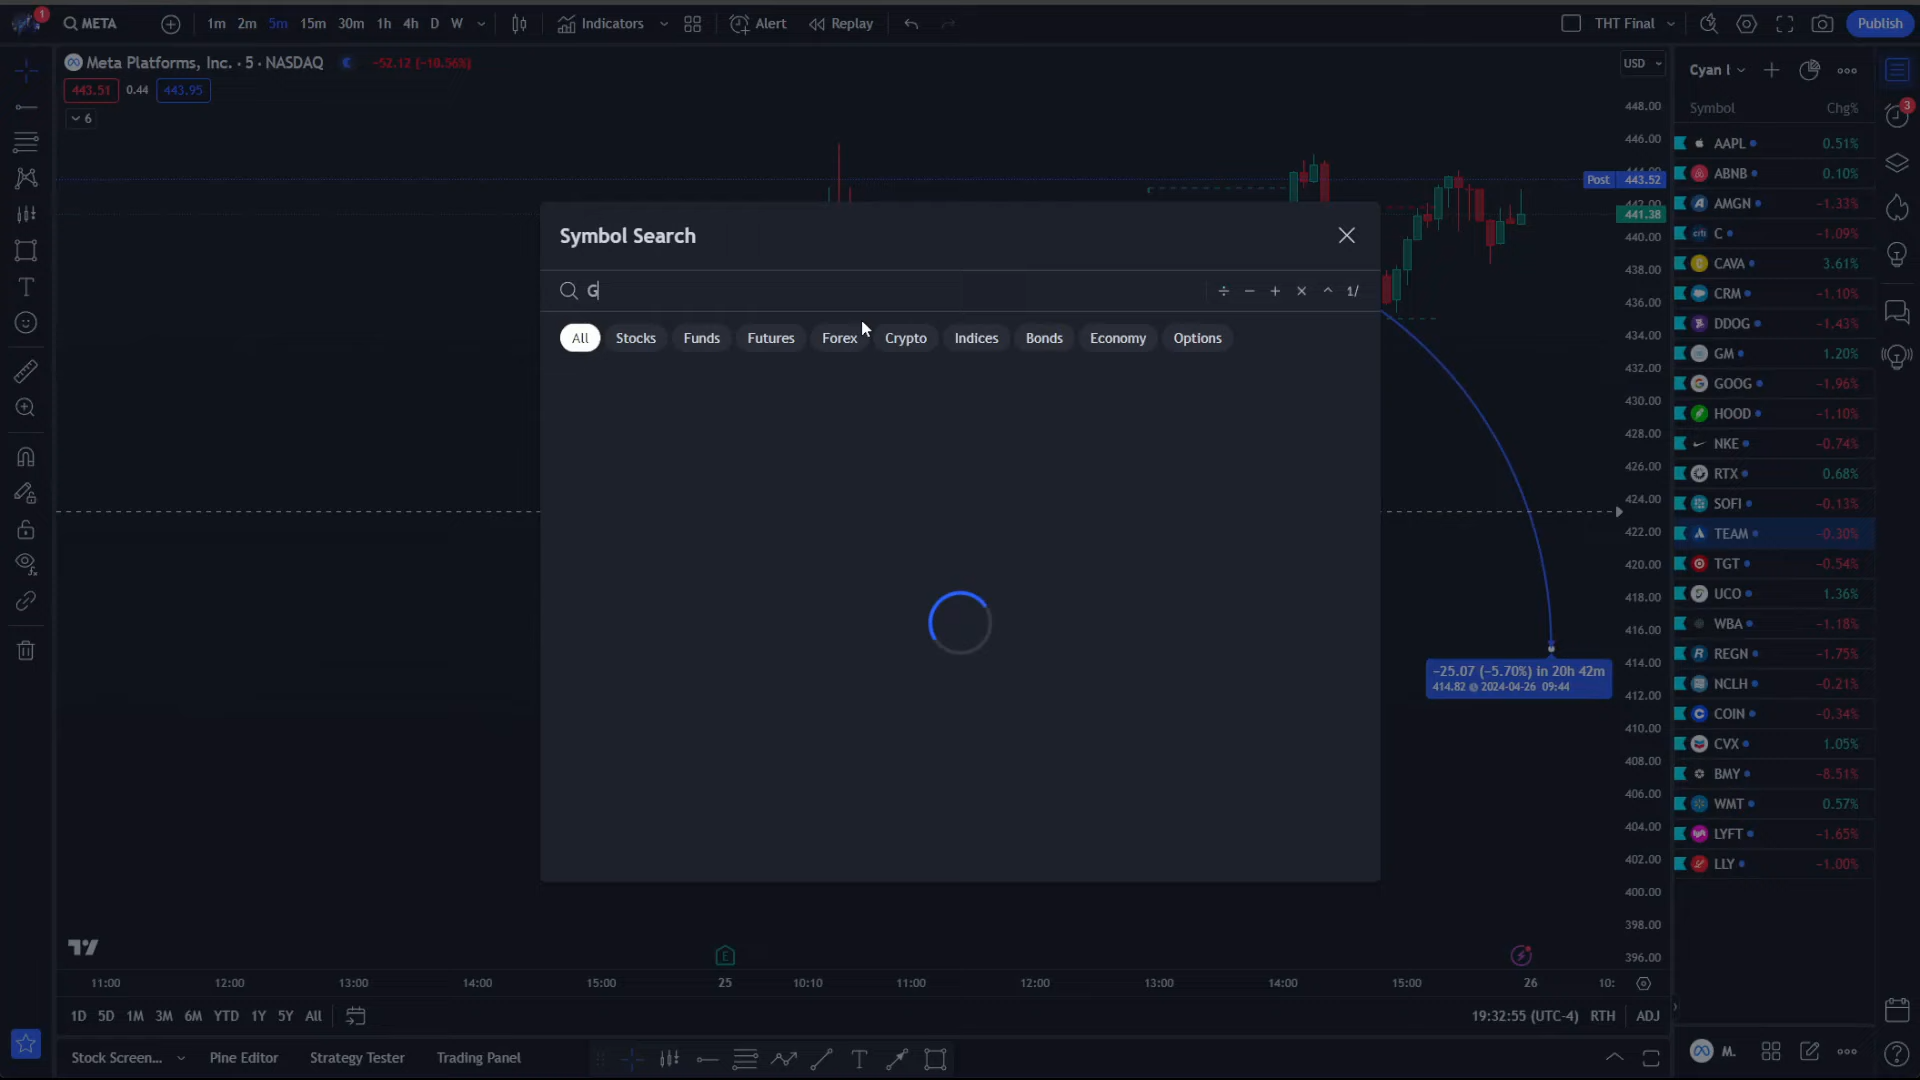 1
META
1m 2m 5m 15m 30m 1h 4h D W
Indicators
Alert
Replay
THT Final
Publish
Meta Platforms, Inc. · 5 · NASDAQ
−52.12 (−10.56%)
443.51 0.44 443.95
6
USD
448.00
446.00
Post 443.52
441.38
440.00
438.00
436.00
434.00
432.00
430.00
428.00
426.00
424.00
422.00
420.00
418.00
416.00
414.00
412.00
410.00
408.00
406.00
404.00
402.00
400.00
398.00
396.00
Symbol Search
G
÷ − + × ^ 1/
All Stocks Funds Futures Forex Crypto Indices Bonds Economy Options
−25.07 (−5.70%) in 20h 42m
414.82 @ 2024-04-26 09:44
E
11:00 12:00 13:00 14:00 15:00 25 10:10 11:00 12:00 13:00 14:00 15:00 26 10:
1D 5D 1M 3M 6M YTD 1Y 5Y All
19:32:55 (UTC-4) RTH ADJ
Stock Screen... Pine Editor Strategy Tester Trading Panel
Cyan l
3
Symbol Chg%
AAPL 0.51%
ABNB 0.10%
AMGN −1.33%
citi C −1.09%
CAVA 3.61%
CRM −1.10%
DDOG −1.43%
GM 1.20%
GOOG −1.96%
HOOD −1.10%
NKE −0.74%
RTX 0.68%
SOFI −0.13%
TEAM −0.30%
TGT −0.54%
UCO 1.36%
WBA −1.18%
REGN −1.75%
NCLH −0.21%
COIN −0.34%
CVX 1.05%
BMY −8.51%
WMT 0.57%
LYFT −1.65%
LLY −1.00%
M.